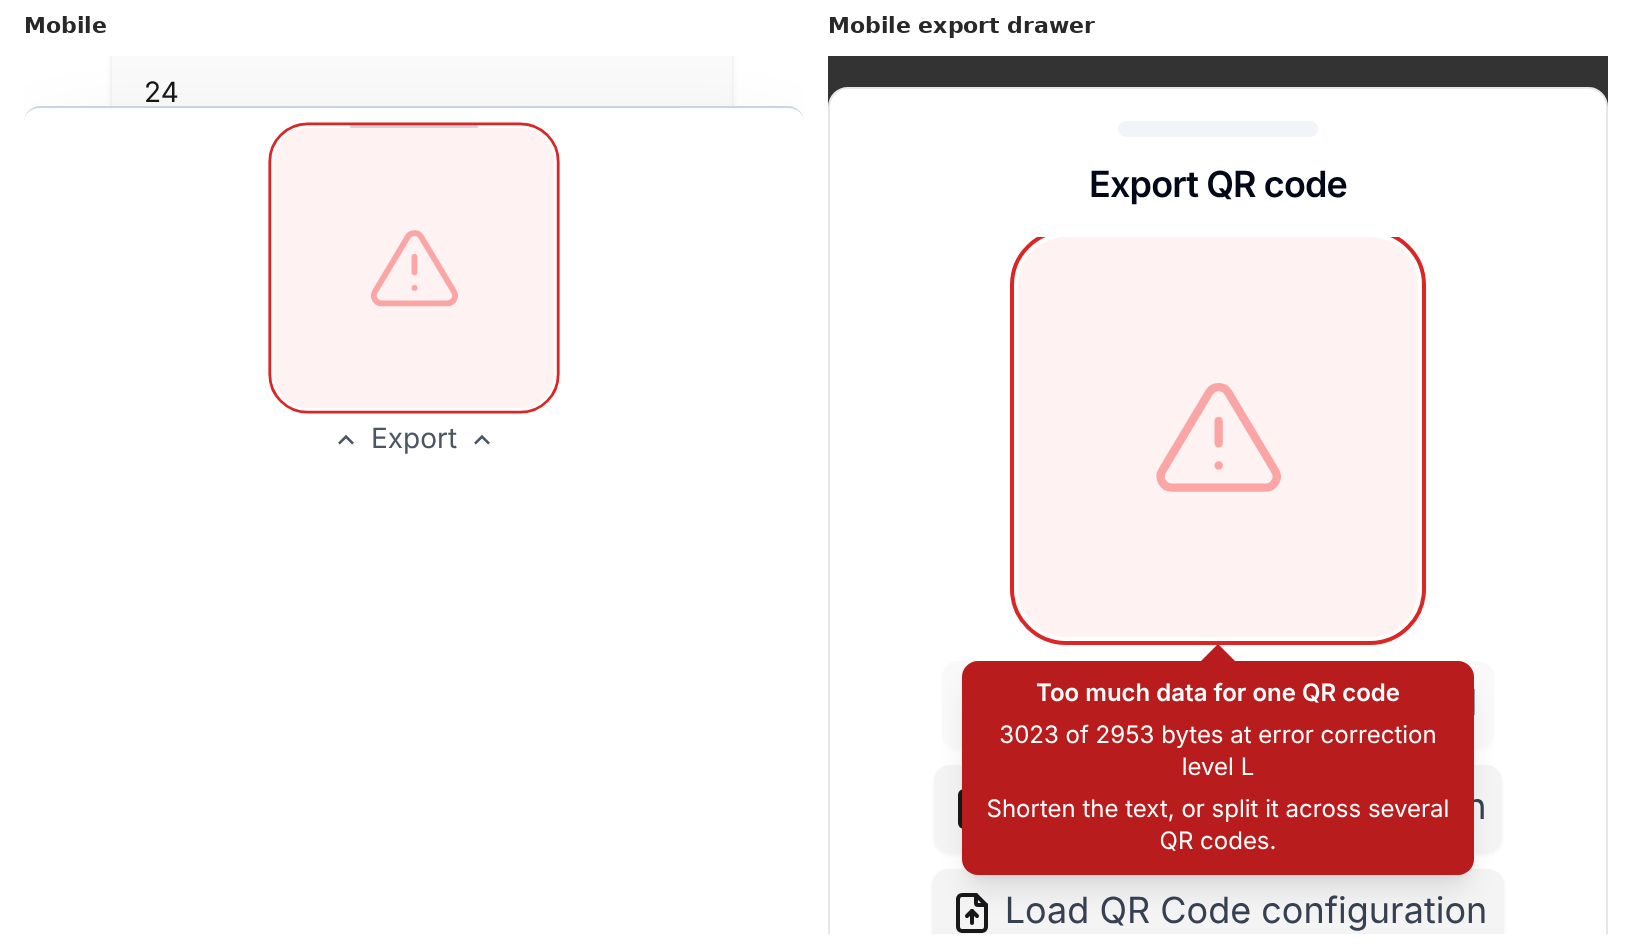 Mobile
24
Export
Mobile export drawer
Export QR code
Too much data for one QR code
3023 of 2953 bytes at error correction
level L
Shorten the text, or split it across several
QR codes.
Load QR Code configuration